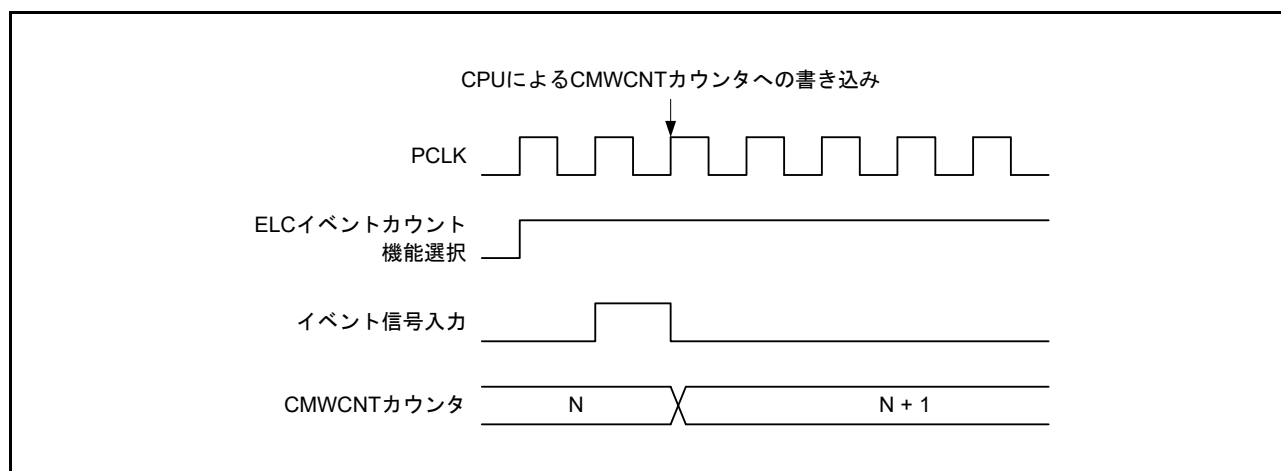 CPUによるCMWCNTカウンタへの書き込み
PCLK
ELCイベントカウント
機能選択
イベント信号入力
CMWCNTカウンタ N N + 1